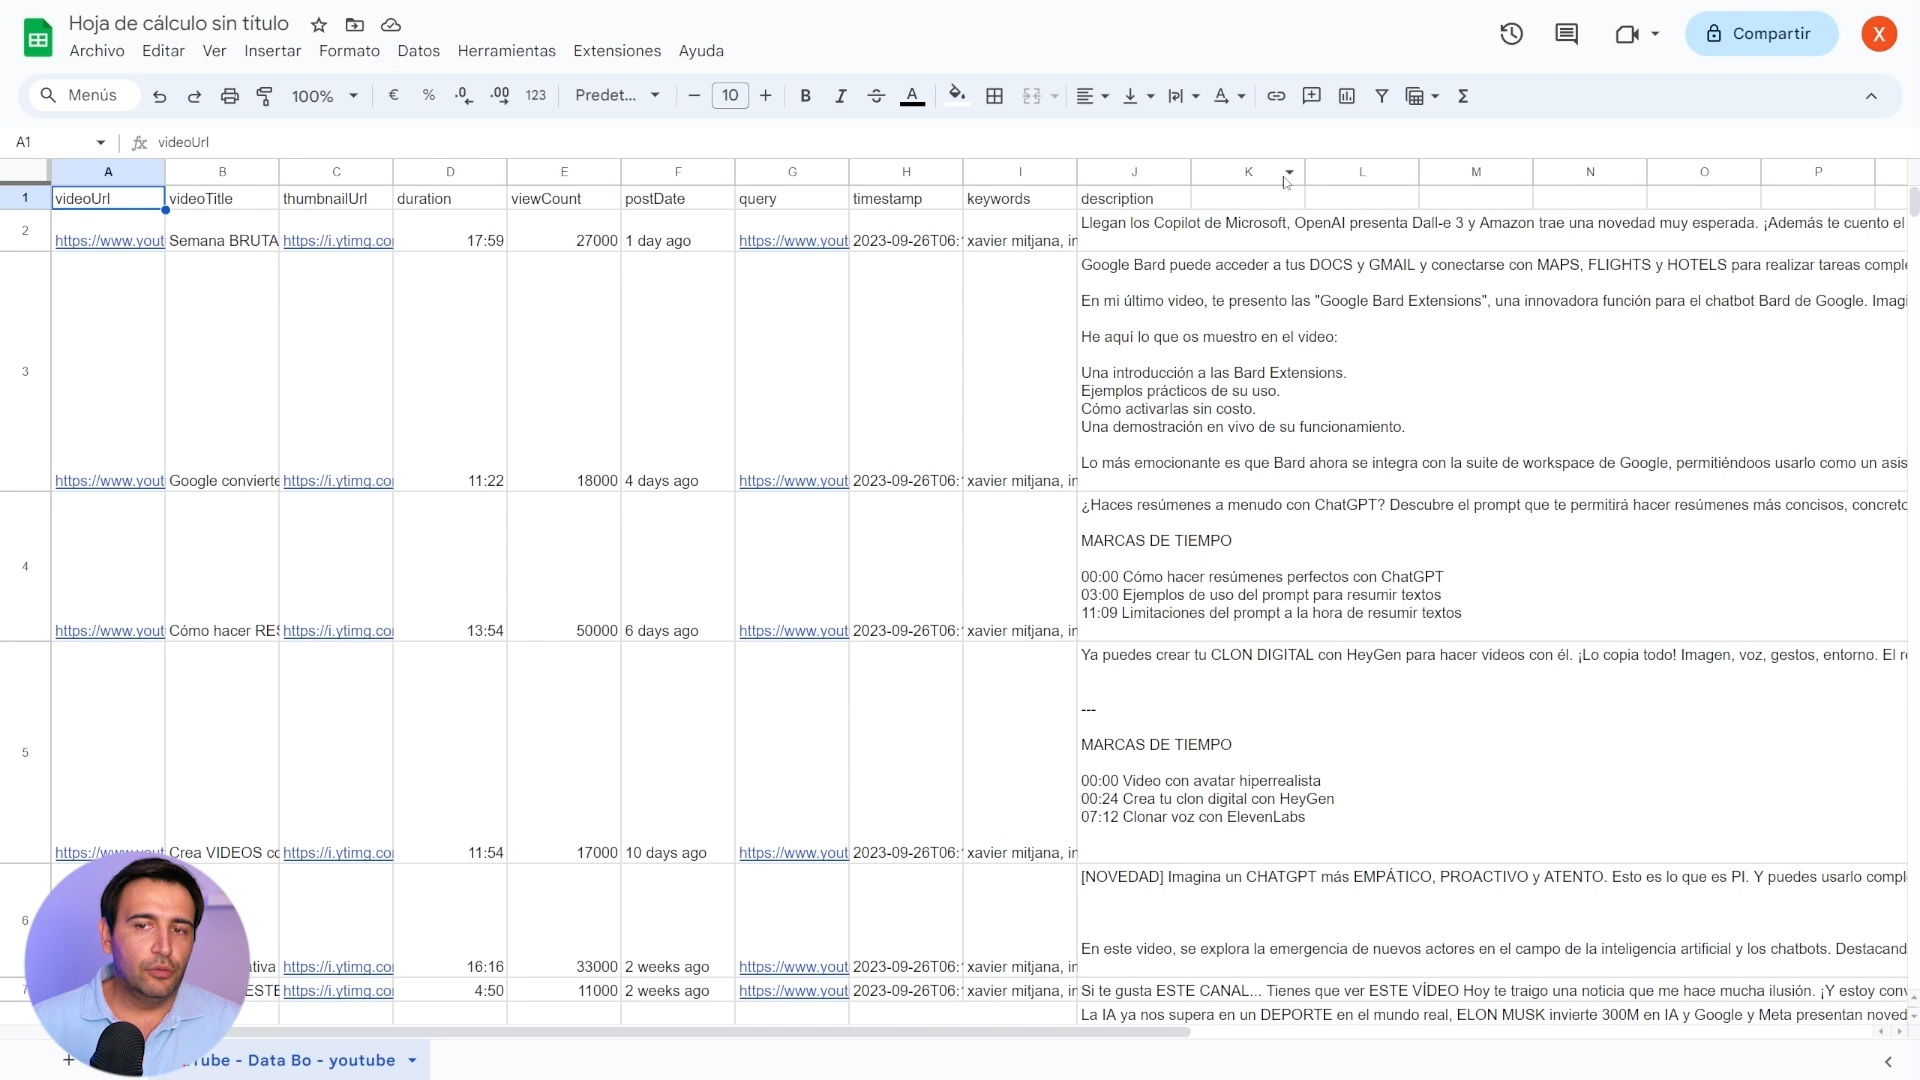 Hoja de cálculo sin título
Archivo Editar Ver Insertar Formato Datos Herramientas Extensiones Ayuda
Compartir
X
Menús 100% € % .0 .00 123 Predet... 10 B I A
A1 videoUrl
A B C D E F G H I J K L M N O P
1 videoUrl videoTitle thumbnailUrl duration viewCount postDate query timestamp keywords description
Llegan los Copilot de Microsoft, OpenAI presenta Dall-e 3 y Amazon trae una novedad muy esperada. ¡Además te cuento el
2 https://www.yout Semana BRUTA https://i.ytimg.co 17:59 27000 1 day ago https://www.yout 2023-09-26T06: xavier mitjana, in
Google Bard puede acceder a tus DOCS y GMAIL y conectarse con MAPS, FLIGHTS y HOTELS para realizar tareas comple
En mi último video, te presento las "Google Bard Extensions", una innovadora función para el chatbot Bard de Google. Imagi
He aquí lo que os muestro en el video:
3
Una introducción a las Bard Extensions.
Ejemplos prácticos de su uso.
Cómo activarlas sin costo.
Una demostración en vivo de su funcionamiento.
Lo más emocionante es que Bard ahora se integra con la suite de workspace de Google, permitiéndoos usarlo como un asis
https://www.yout Google convierte https://i.ytimg.co 11:22 18000 4 days ago https://www.yout 2023-09-26T06: xavier mitjana, in
¿Haces resúmenes a menudo con ChatGPT? Descubre el prompt que te permitirá hacer resúmenes más concisos, concreto
MARCAS DE TIEMPO
4
00:00 Cómo hacer resúmenes perfectos con ChatGPT
03:00 Ejemplos de uso del prompt para resumir textos
11:09 Limitaciones del prompt a la hora de resumir textos
https://www.yout Cómo hacer RES https://i.ytimg.co 13:54 50000 6 days ago https://www.yout 2023-09-26T06: xavier mitjana, in
Ya puedes crear tu CLON DIGITAL con HeyGen para hacer videos con él. ¡Lo copia todo! Imagen, voz, gestos, entorno. El r
---
MARCAS DE TIEMPO
5
00:00 Video con avatar hiperrealista
00:24 Crea tu clon digital con HeyGen
07:12 Clonar voz con ElevenLabs
https://www.yout Crea VIDEOS co https://i.ytimg.co 11:54 17000 10 days ago https://www.yout 2023-09-26T06: xavier mitjana, in
[NOVEDAD] Imagina un CHATGPT más EMPÁTICO, PROACTIVO y ATENTO. Esto es lo que es PI. Y puedes usarlo compl
6
En este video, se explora la emergencia de nuevos actores en el campo de la inteligencia artificial y los chatbots. Destacand
ativa https://i.ytimg.co 16:16 33000 2 weeks ago https://www.yout 2023-09-26T06: xavier mitjana, in
7 ESTE https://i.ytimg.co 4:50 11000 2 weeks ago https://www.yout 2023-09-26T06: xavier mitjana, in Si te gusta ESTE CANAL... Tienes que ver ESTE VÍDEO Hoy te traigo una noticia que me hace mucha ilusión. ¡Y estoy conv
La IA ya nos supera en un DEPORTE en el mundo real, ELON MUSK invierte 300M en IA y Google y Meta presentan noved
Tube - Data Bo - youtube